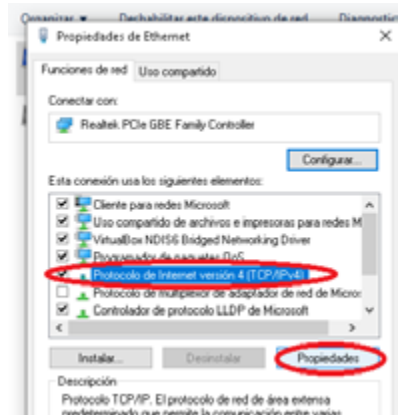 Organizar Deshabilitar este dispositivo de red Diagnostic
Propiedades de Ethernet
Funciones de red Uso compartido
Conectar con:
Realtek PCIe GBE Family Controller
Configurar...
Esta conexión usa los siguientes elementos:
Cliente para redes Microsoft
Uso compartido de archivos e impresoras para redes M
VirtualBox NDIS6 Bridged Networking Driver
Programador de paquetes QoS
Protocolo de Internet versión 4 (TCP/IPv4)
Protocolo de multiplexor de adaptador de red de Micros
Controlador de protocolo LLDP de Microsoft
Instalar... Desinstalar Propiedades
Descripción
Protocolo TCP/IP. El protocolo de red de área extensa
predeterminado que permite la comunicación entre varias